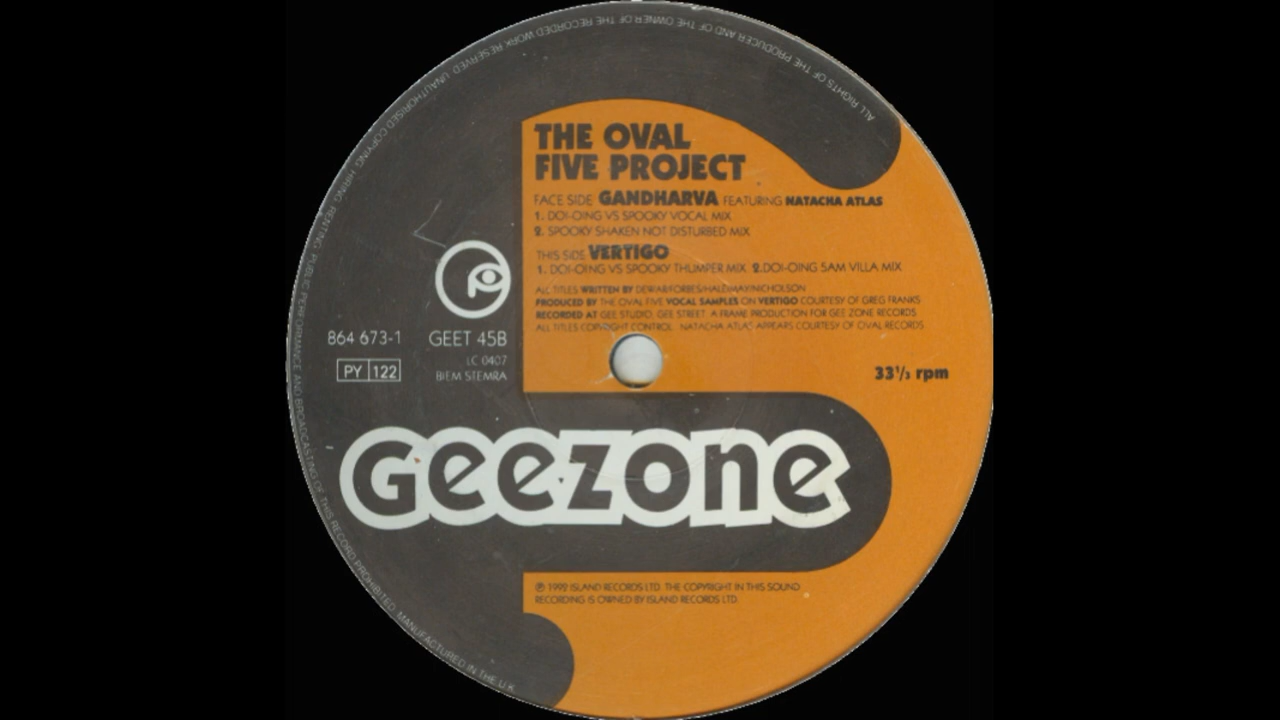 ALL RIGHTS OF THE PRODUCER AND OF THE OWNER OF THE RECORDED WORK RESERVED. UNAUTHORISED COPYING HIRING RENTING PUBLIC PERFORMANCE AND BROADCASTING OF THIS RECORD PROHIBITED. MANUFACTURED IN THE U.K.
THE OVAL
FIVE PROJECT
FACE SIDE GANDHARVA FEATURING NATACHA ATLAS
1. DOI-OING VS SPOOKY VOCAL MIX
2. SPOOKY SHAKEN NOT DISTURBED MIX
THIS SIDE VERTIGO
1. DOI-OING VS SPOOKY THUMPER MIX 2.DOI-OING 5AM VILLA MIX
ALL TITLES WRITTEN BY DEWAR/FORBES/HALE/MAX/NICHOLSON
PRODUCED BY THE OVAL FIVE VOCAL SAMPLES ON VERTIGO COURTESY OF GREG FRANKS
RECORDED AT GEE STUDIO, GEE STREET. A FRAME PRODUCTION FOR GEE ZONE RECORDS
ALL TITLES COPYRIGHT CONTROL. NATACHA ATLAS APPEARS COURTESY OF OVAL RECORDS
864 673-1 GEET 45B
PY 122
LC 0407
BIEM STEMRA
33⅓ rpm
Geezone
℗ 1992 ISLAND RECORDS LTD. THE COPYRIGHT IN THIS SOUND
RECORDING IS OWNED BY ISLAND RECORDS LTD.